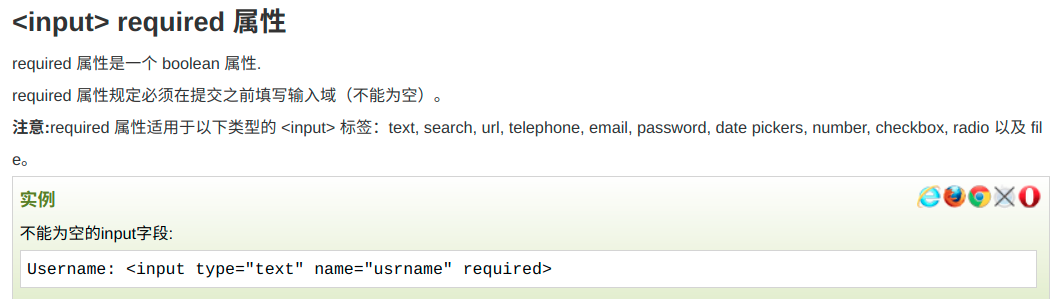 <input> required 属性
required 属性是一个 boolean 属性.
required 属性规定必须在提交之前填写输入域（不能为空）。
注意:required 属性适用于以下类型的 <input> 标签：text, search, url, telephone, email, password, date pickers, number, checkbox, radio 以及 fil
e。
实例
不能为空的input字段:
Username: <input type="text" name="usrname" required>